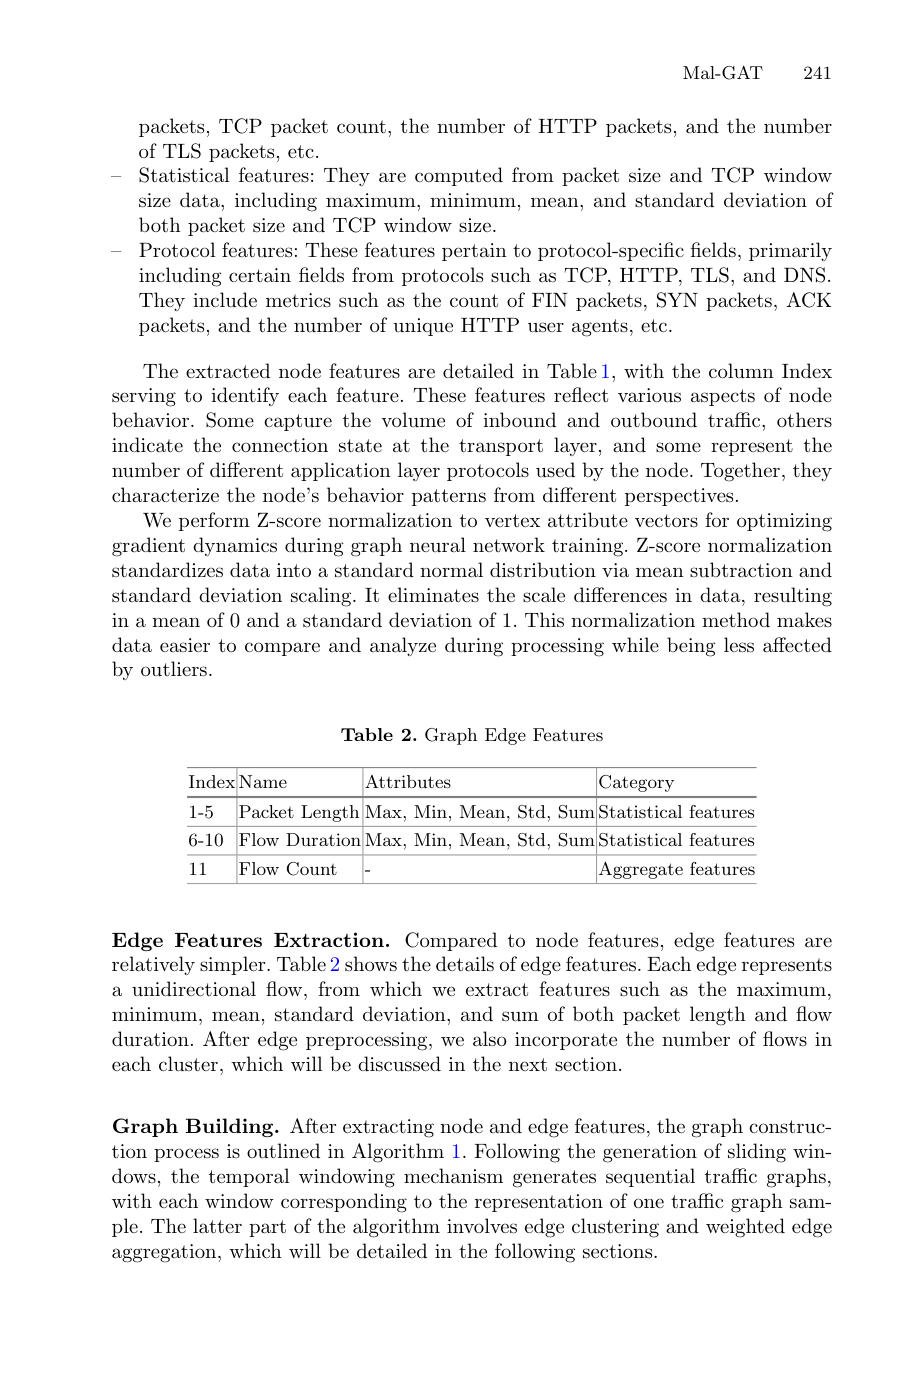 Mal-GAT 241
packets, TCP packet count, the number of HTTP packets, and the number
of TLS packets, etc.
– Statistical features: They are computed from packet size and TCP window
size data, including maximum, minimum, mean, and standard deviation of
both packet size and TCP window size.
– Protocol features: These features pertain to protocol-specific fields, primarily
including certain fields from protocols such as TCP, HTTP, TLS, and DNS.
They include metrics such as the count of FIN packets, SYN packets, ACK
packets, and the number of unique HTTP user agents, etc.
The extracted node features are detailed in Table 1, with the column Index
serving to identify each feature. These features reflect various aspects of node
behavior. Some capture the volume of inbound and outbound traffic, others
indicate the connection state at the transport layer, and some represent the
number of different application layer protocols used by the node. Together, they
characterize the node's behavior patterns from different perspectives.
We perform Z-score normalization to vertex attribute vectors for optimizing
gradient dynamics during graph neural network training. Z-score normalization
standardizes data into a standard normal distribution via mean subtraction and
standard deviation scaling. It eliminates the scale differences in data, resulting
in a mean of 0 and a standard deviation of 1. This normalization method makes
data easier to compare and analyze during processing while being less affected
by outliers.
Table 2. Graph Edge Features
Index Name Attributes Category
1-5 Packet Length Max, Min, Mean, Std, Sum Statistical features
6-10 Flow Duration Max, Min, Mean, Std, Sum Statistical features
11 Flow Count - Aggregate features
Edge Features Extraction. Compared to node features, edge features are
relatively simpler. Table 2 shows the details of edge features. Each edge represents
a unidirectional flow, from which we extract features such as the maximum,
minimum, mean, standard deviation, and sum of both packet length and flow
duration. After edge preprocessing, we also incorporate the number of flows in
each cluster, which will be discussed in the next section.
Graph Building. After extracting node and edge features, the graph construc-
tion process is outlined in Algorithm 1. Following the generation of sliding win-
dows, the temporal windowing mechanism generates sequential traffic graphs,
with each window corresponding to the representation of one traffic graph sam-
ple. The latter part of the algorithm involves edge clustering and weighted edge
aggregation, which will be detailed in the following sections.